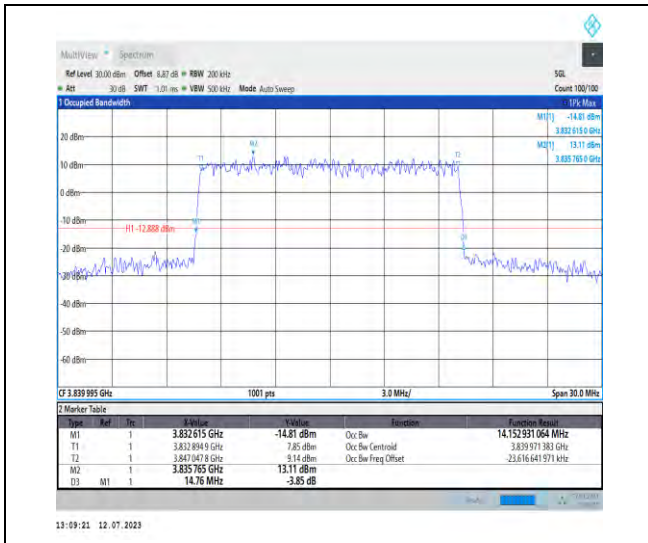 MultiView Spectrum
Ref Level 30.00 dBm Offset 8.87 dB RBW 200 kHz SGL
Att 30 dB SWT 1.01 ms VBW 500 kHz Mode Auto Sweep Count 100/100
1 Occupied Bandwidth 1Pk Max
M1[1] -14.81 dBm
3.832 615 0 GHz
20 dBm M2[1] 13.11 dBm
3.835 765 0 GHz
M2
T1 T2
10 dBm
0 dBm
-10 dBm
H1 -12.888 dBm
-20 dBm
-30 dBm
-40 dBm
-50 dBm
-60 dBm
CF 3.839 995 GHz 1001 pts 3.0 MHz/ Span 30.0 MHz
2 Marker Table
Type Ref Trc X-Value Y-Value Function Function Result
M1 1 3.832 615 GHz -14.81 dBm Occ Bw 14.152 931 064 MHz
T1 1 3.832 894 9 GHz 7.85 dBm Occ Bw Centroid 3.839 971 383 GHz
T2 1 3.847 047 8 GHz 9.14 dBm Occ Bw Freq Offset -23,616 641 971 kHz
M2 1 3.835 765 GHz 13.11 dBm
D3 M1 1 14.76 MHz -3.85 dB
13:09:21 12.07.2023